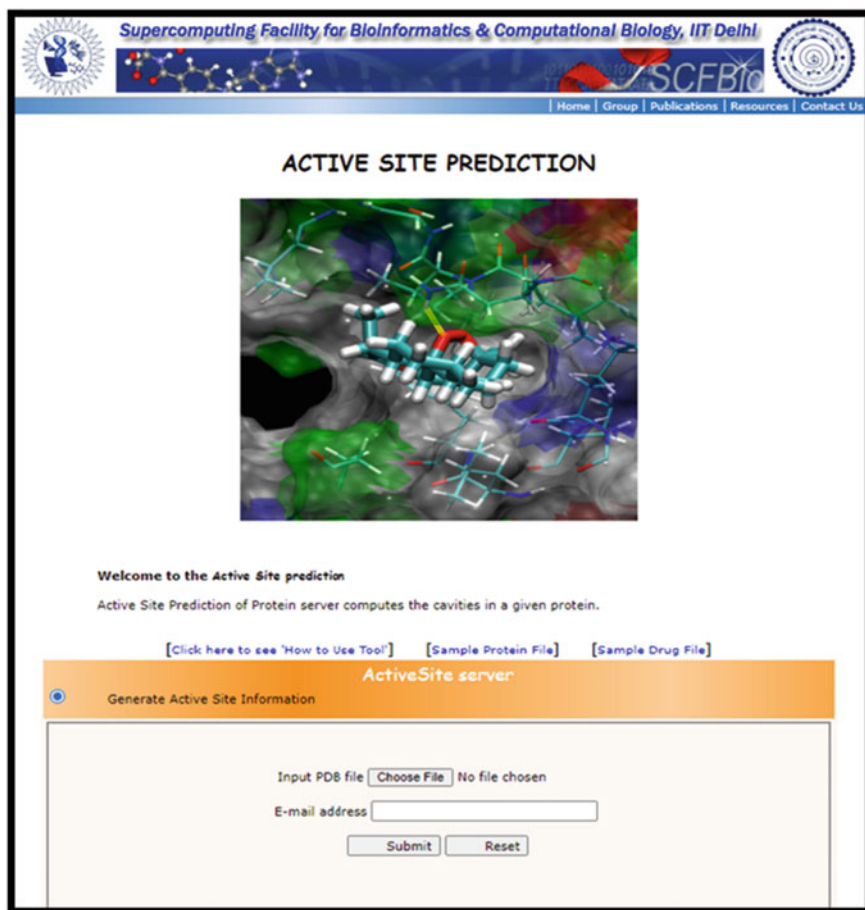 Supercomputing Facility for Bioinformatics & Computational Biology, IIT Delhi
SCFBio
| Home | Group | Publications | Resources | Contact Us
ACTIVE SITE PREDICTION
Welcome to the Active Site prediction
Active Site Prediction of Protein server computes the cavities in a given protein.
[Click here to see 'How to Use Tool'] [Sample Protein File] [Sample Drug File]
ActiveSite server
Generate Active Site Information
Input PDB file Choose File No file chosen
E-mail address
Submit Reset